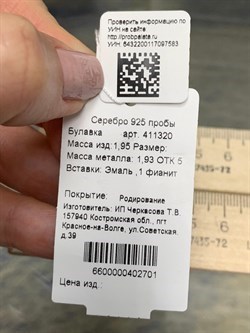 Проверить информацию по
УИН на сайте
http://probpalata.ru
УИН: 6432200117097583
Серебро 925 пробы
Булавка арт. 411320
Масса изд: 1,95 Размер:
Масса металла: 1,93 ОТК 5
Вставки: Эмаль ,1 фианит
Покрытие: Родирование
Изготовитель: ИП Черкасова Т.В.
157940 Костромская обл., пгт
Красное-на-Волге, ул.Советская,
д.39
6600000402701
Цена изд.: